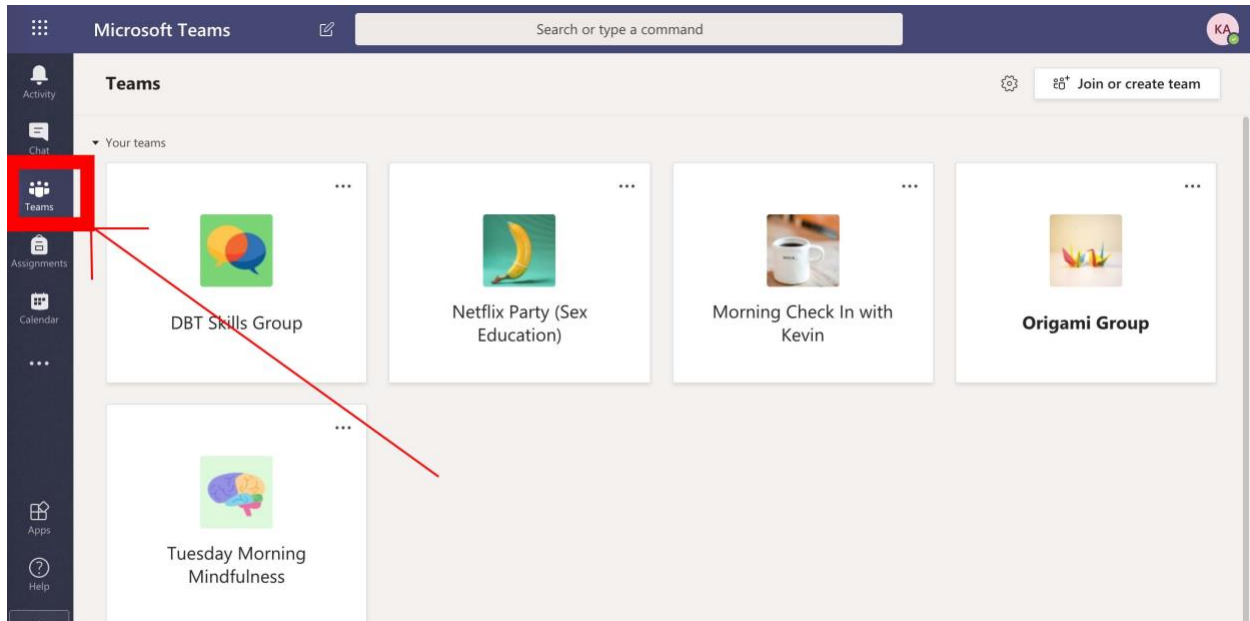 Microsoft Teams
Search or type a command
KA
Activity
Chat
Teams
Assignments
Calendar
Apps
Help
Teams
Join or create team
Your teams
DBT Skills Group
Netflix Party (Sex
Education)
Morning Check In with
Kevin
Origami Group
Tuesday Morning
Mindfulness